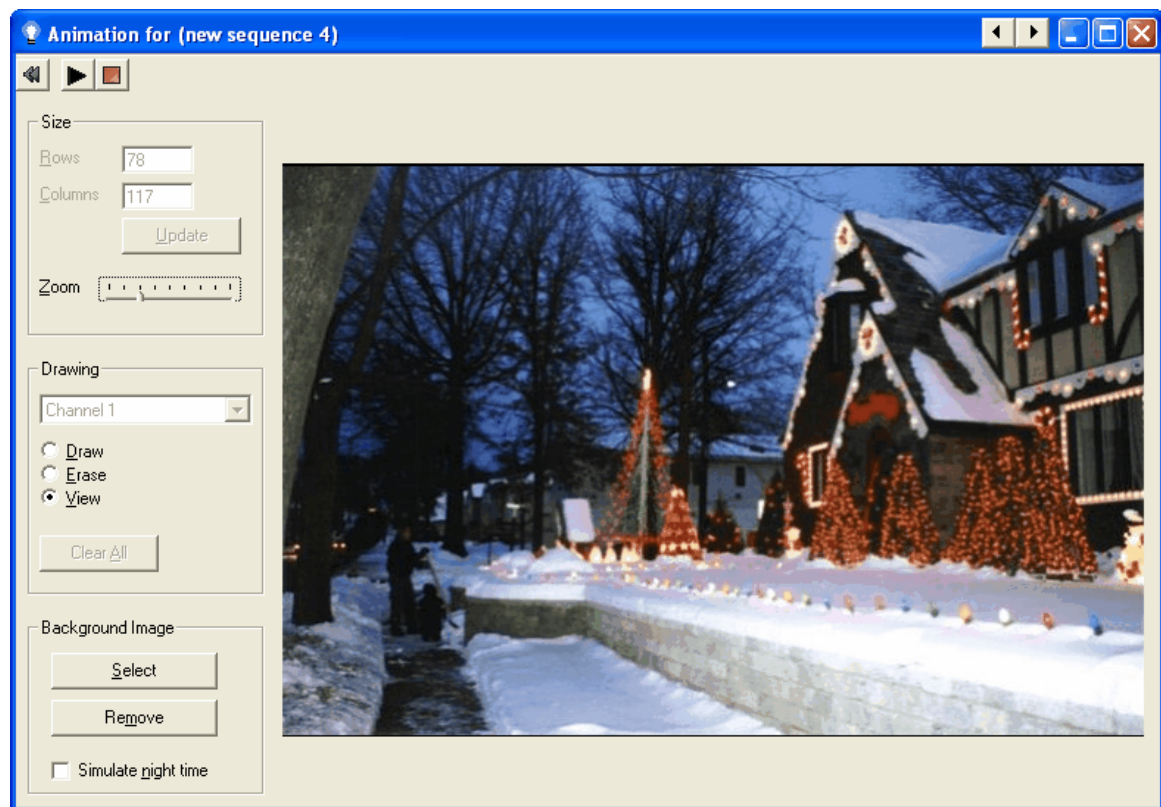 Animation for (new sequence 4)
Size
Rows 78
Columns 117
Update
Zoom
Drawing
Channel 1
Draw
Erase
View
Clear All
Background Image
Select
Remove
Simulate night time